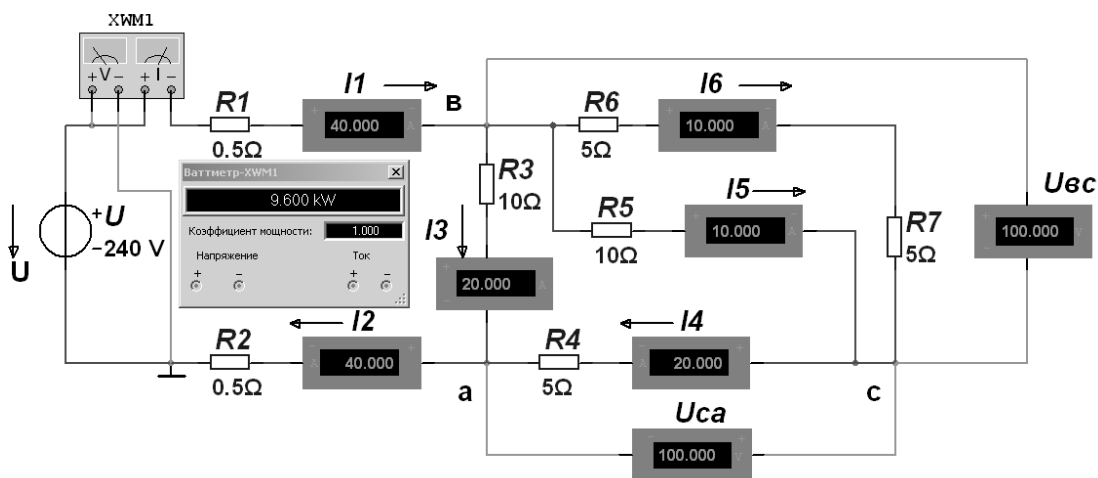 XWM1
+ V - + I -
R1
0.5Ω
I1
40.000
A
в
R6
5Ω
I6
10.000
A
Ваттметр-XWM1
9.600 kW
Коэффициент мощности: 1.000
Напряжение Ток
+ - + -
U
+U
-240 V
R3
10Ω
I3
20.000
A
R5
10Ω
I5
10.000
R7
5Ω
Uвс
100.000
V
R2
0.5Ω
I2
40.000
A
R4
5Ω
I4
20.000
A
а
с
Uca
100.000
V